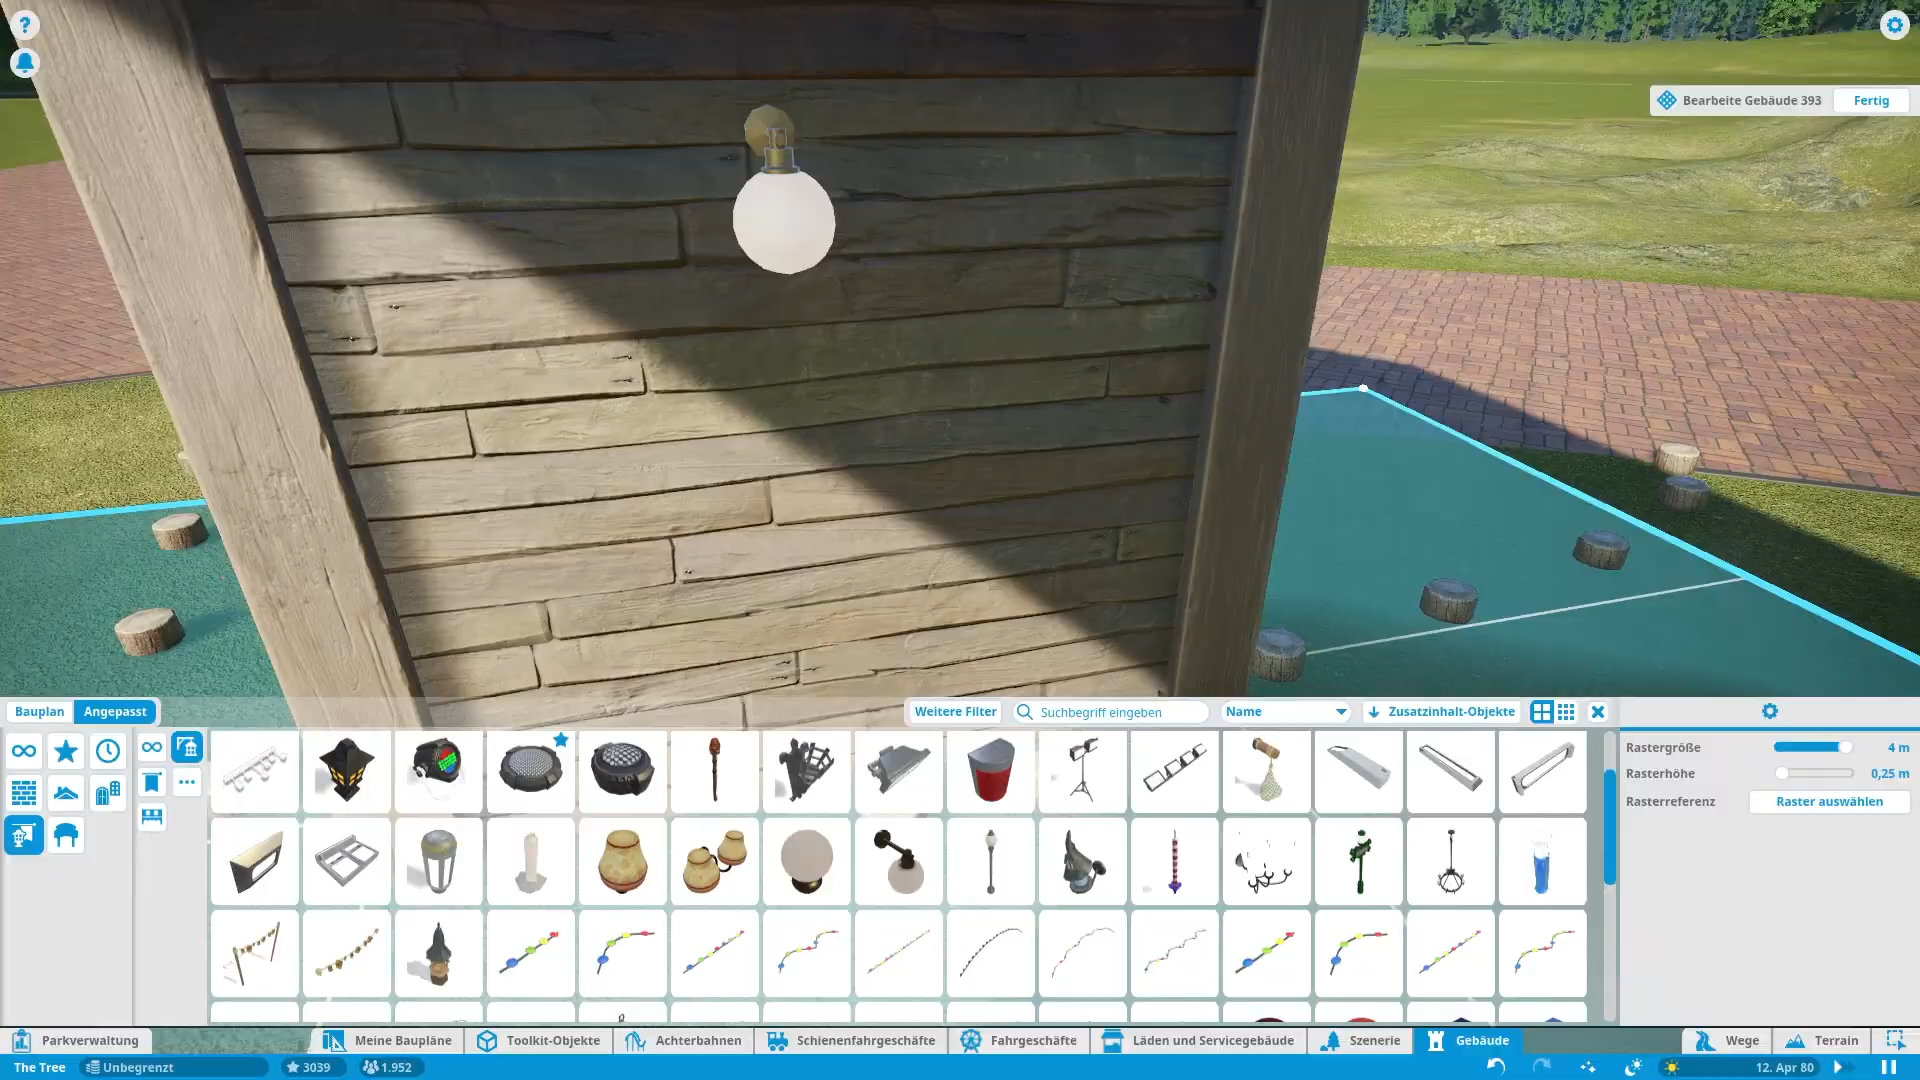 ?
Bearbeite Gebäude 393
Fertig
Bauplan
Angepasst
Weitere Filter
Suchbegriff eingeben
Name
Zusatzinhalt-Objekte
Rastergröße
4 m
Rasterhöhe
0,25 m
Rasterreferenz
Raster auswählen
Parkverwaltung
Meine Baupläne
Toolkit-Objekte
Achterbahnen
Schienenfahrgeschäfte
Fahrgeschäfte
Läden und Servicegebäude
Szenerie
Gebäude
Wege
Terrain
The Tree
Unbegrenzt
3039
1.952
12. Apr 80